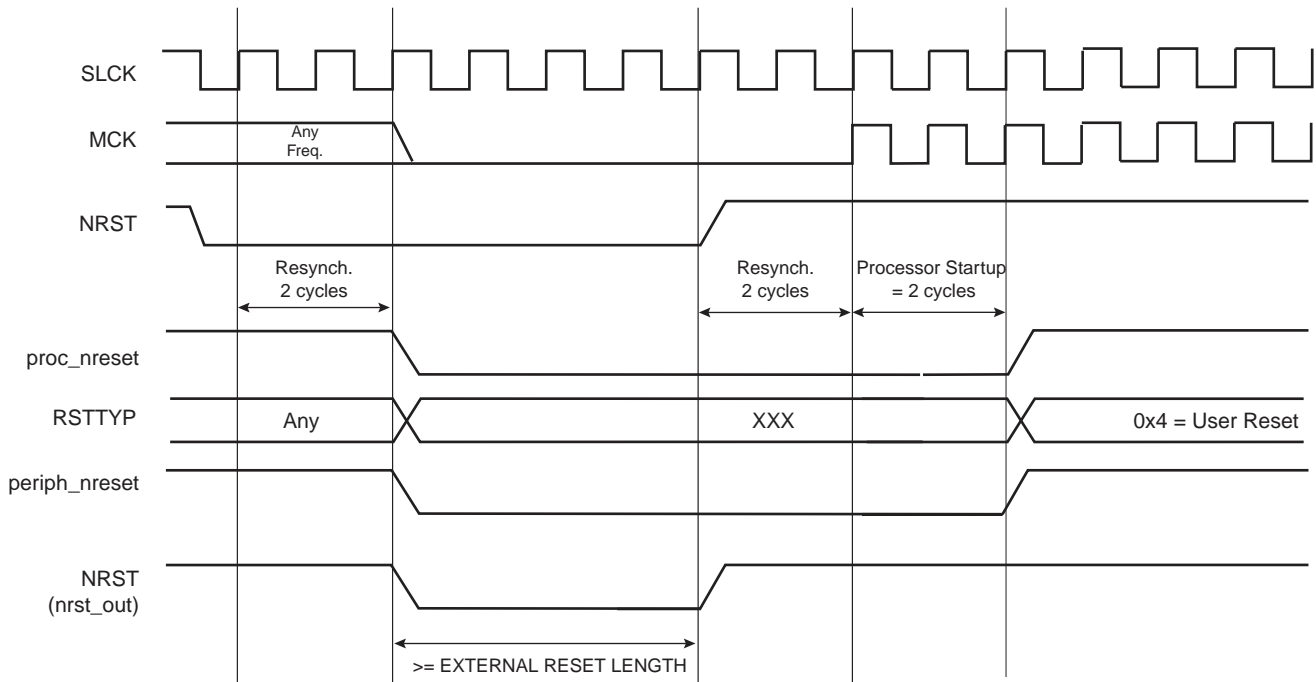 SLCK
MCK
Any
Freq.
NRST
Resynch.
2 cycles
Resynch.
2 cycles
Processor Startup
= 2 cycles
proc_nreset
RSTTYP
Any
XXX
0x4 = User Reset
periph_nreset
NRST
(nrst_out)
>= EXTERNAL RESET LENGTH